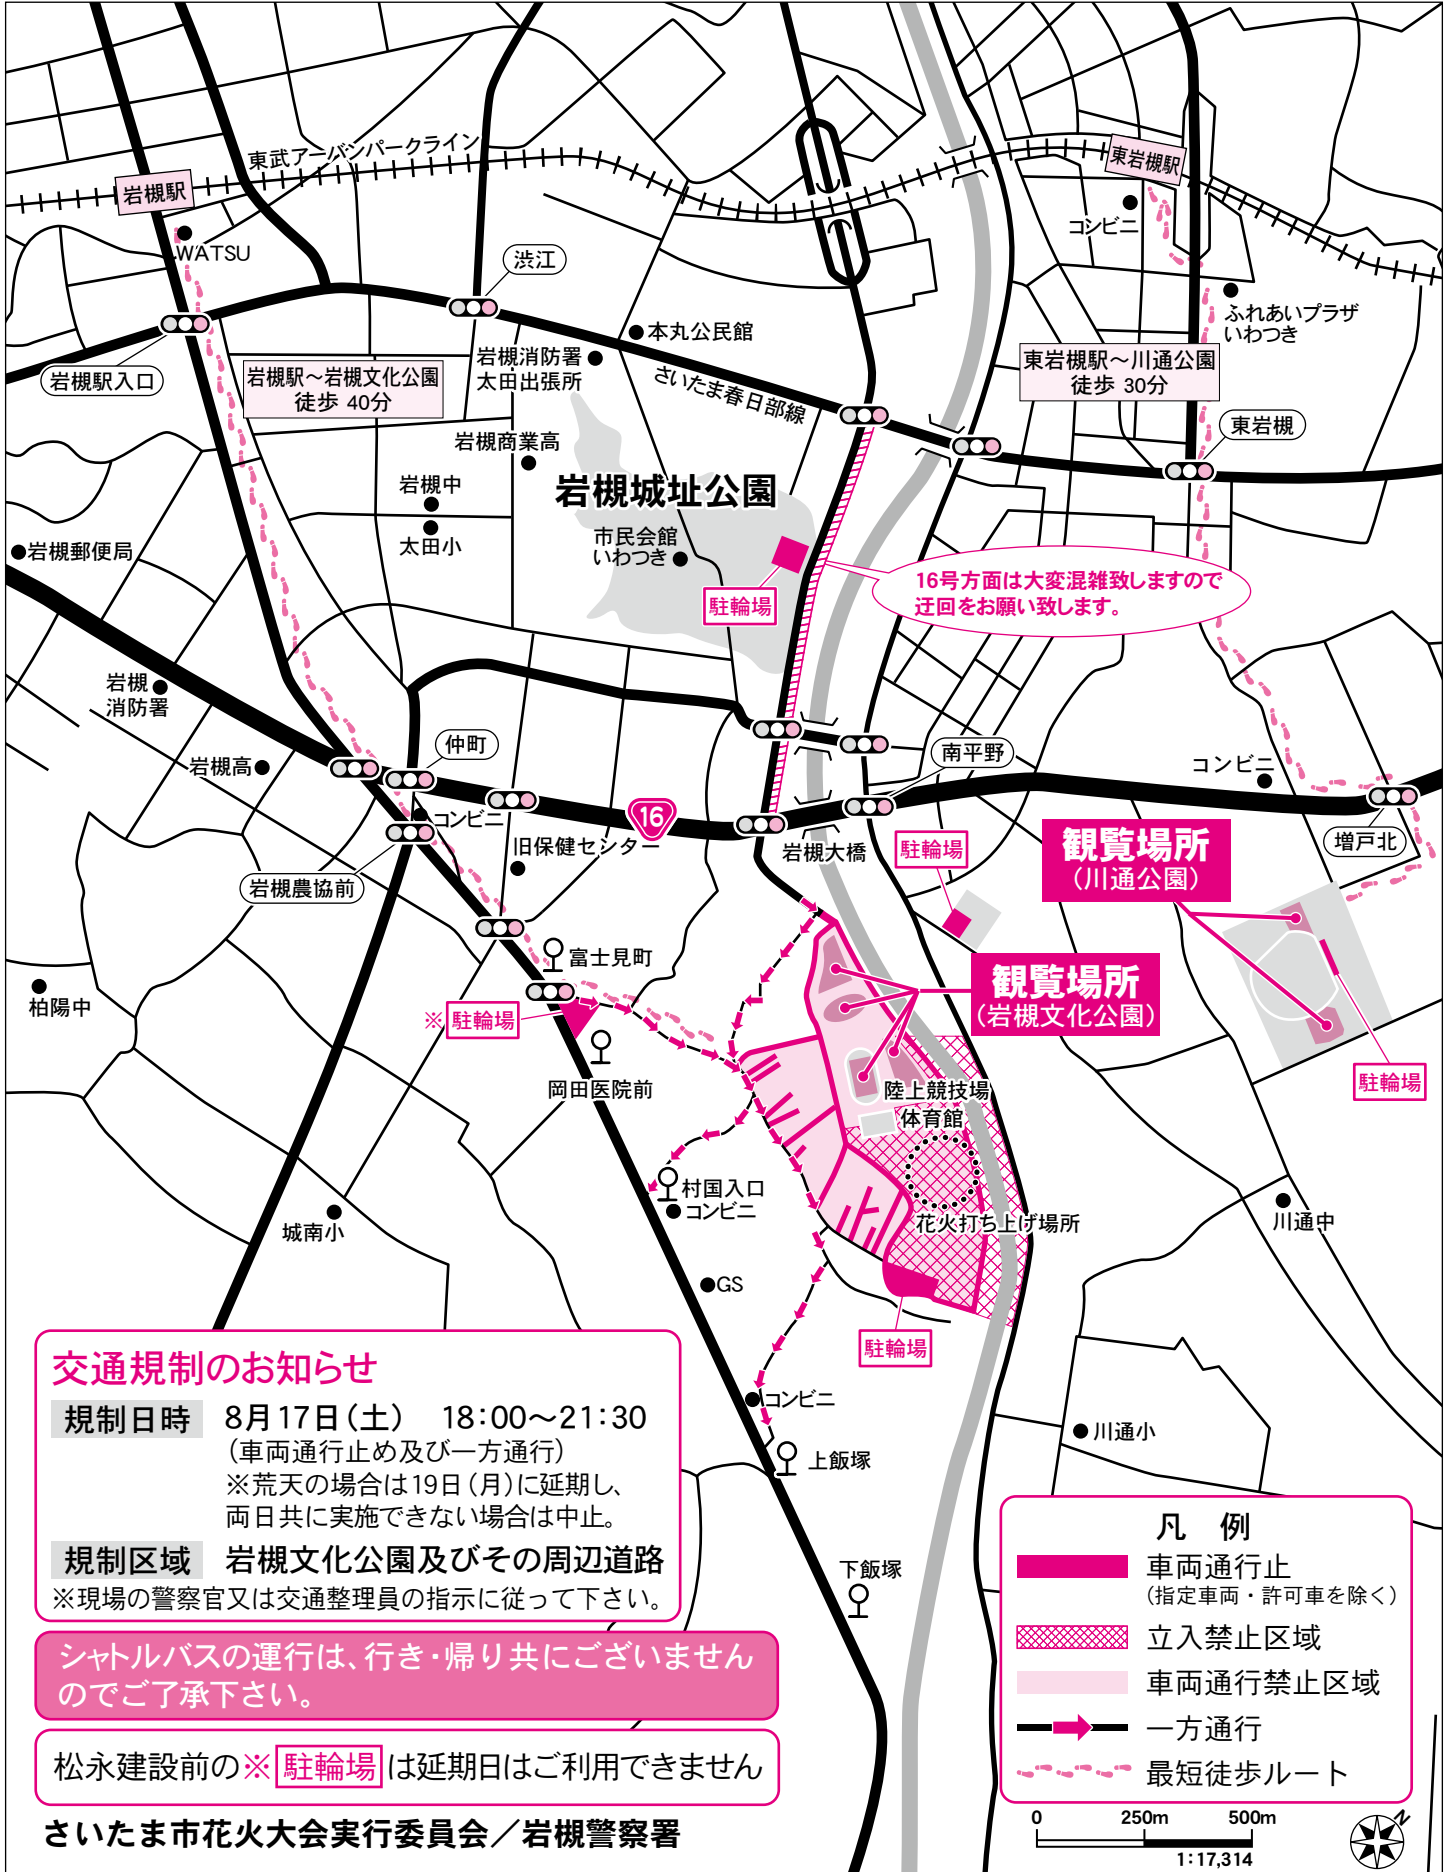 東武アーバンパークライン
岩槻駅
東岩槻駅
コンビニ
WATSU
渋江
ふれあいプラザ
いわつき
本丸公民館
岩槻消防署
太田出張所
さいたま春日部線
岩槻駅入口
岩槻駅～岩槻文化公園
徒歩 40分
東岩槻駅～川通公園
徒歩 30分
東岩槻
岩槻商業高
岩槻城址公園
岩槻中
太田小
市民会館
いわつき
岩槻郵便局
駐輪場
16号方面は大変混雑致しますので
迂回をお願い致します。
岩槻
消防署
仲町
南平野
岩槻高
コンビニ
コンビニ
16
旧保健センター
岩槻大橋
駐輪場
観覧場所
(川通公園)
増戸北
岩槻農協前
富士見町
観覧場所
(岩槻文化公園)
柏陽中
※駐輪場
岡田医院前
駐輪場
陸上競技場
体育館
村国入口
コンビニ
花火打ち上げ場所
川通中
城南小
GS
駐輪場
コンビニ
川通小
上飯塚
下飯塚
交通規制のお知らせ
規制日時 8月17日(土) 18:00～21:30
(車両通行止め及び一方通行)
※荒天の場合は19日(月)に延期し、
両日共に実施できない場合は中止。
規制区域 岩槻文化公園及びその周辺道路
※現場の警察官又は交通整理員の指示に従って下さい。
シャトルバスの運行は、行き・帰り共にございません
のでご了承下さい。
松永建設前の※駐輪場は延期日はご利用できません
さいたま市花火大会実行委員会／岩槻警察署
凡 例
車両通行止
(指定車両・許可車を除く)
立入禁止区域
車両通行禁止区域
一方通行
最短徒歩ルート
0 250m 500m
1:17,314
N